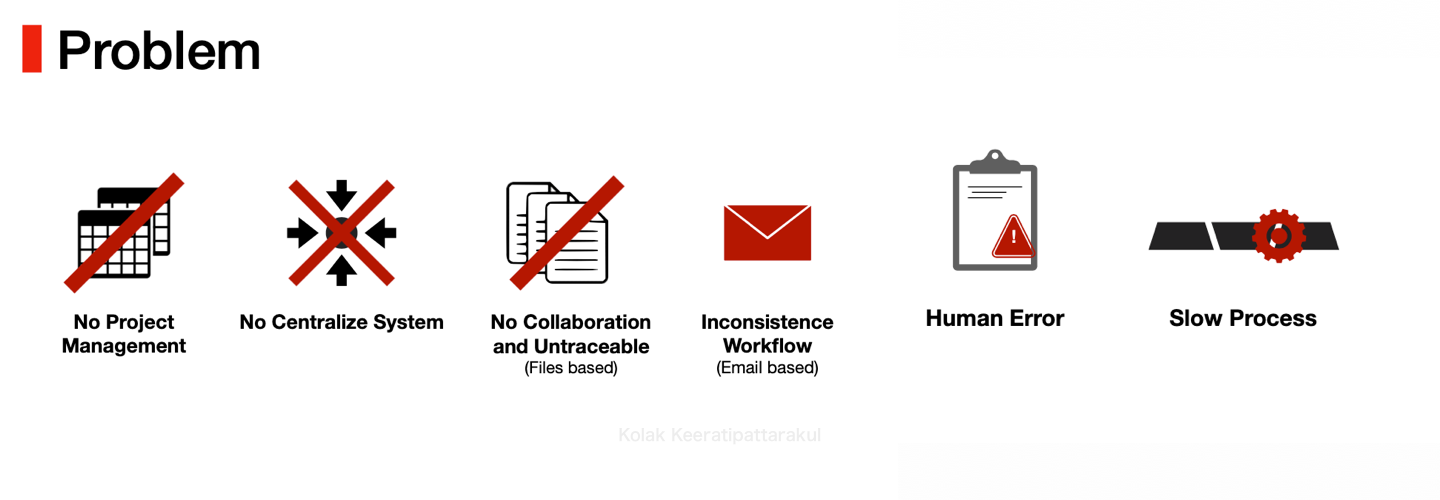 Problem
No Project
Management
No Centralize System
No Collaboration
and Untraceable
(Files based)
Inconsistence
Workflow
(Email based)
Human Error
Slow Process
Kolak Keeratipattarakul